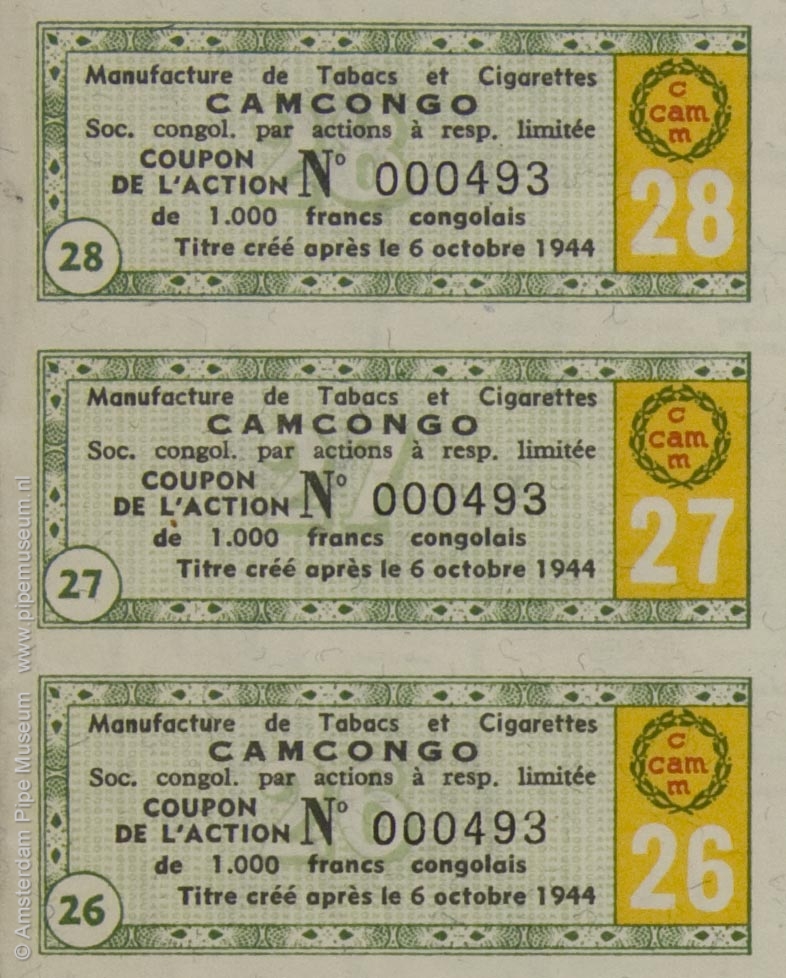 Manufacture de Tabacs et Cigarettes
CAMCONGO
Soc. congol. par actions à resp. limitée
COUPON
DE L'ACTION Nº 000493
de 1.000 francs congolais
Titre créé après le 6 octobre 1944
28
c
cam
m
28
Manufacture de Tabacs et Cigarettes
CAMCONGO
Soc. congol. par actions à resp. limitée
COUPON
DE L'ACTION Nº 000493
de 1.000 francs congolais
Titre créé après le 6 octobre 1944
27
c
cam
m
27
Manufacture de Tabacs et Cigarettes
CAMCONGO
Soc. congol. par actions à resp. limitée
COUPON
DE L'ACTION Nº 000493
de 1.000 francs congolais
Titre créé après le 6 octobre 1944
26
c
cam
m
26
© Amsterdam Pipe Museum www.pipemuseum.nl